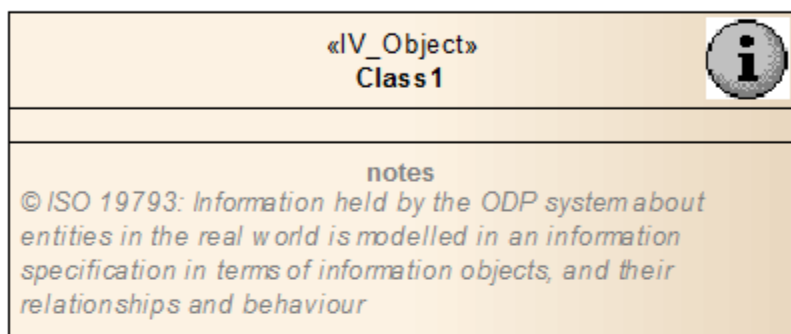 «IV_Object»
Class1
i
notes
© ISO 19793: Information held by the ODP system about
entities in the real world is modelled in an information
specification in terms of information objects, and their
relationships and behaviour